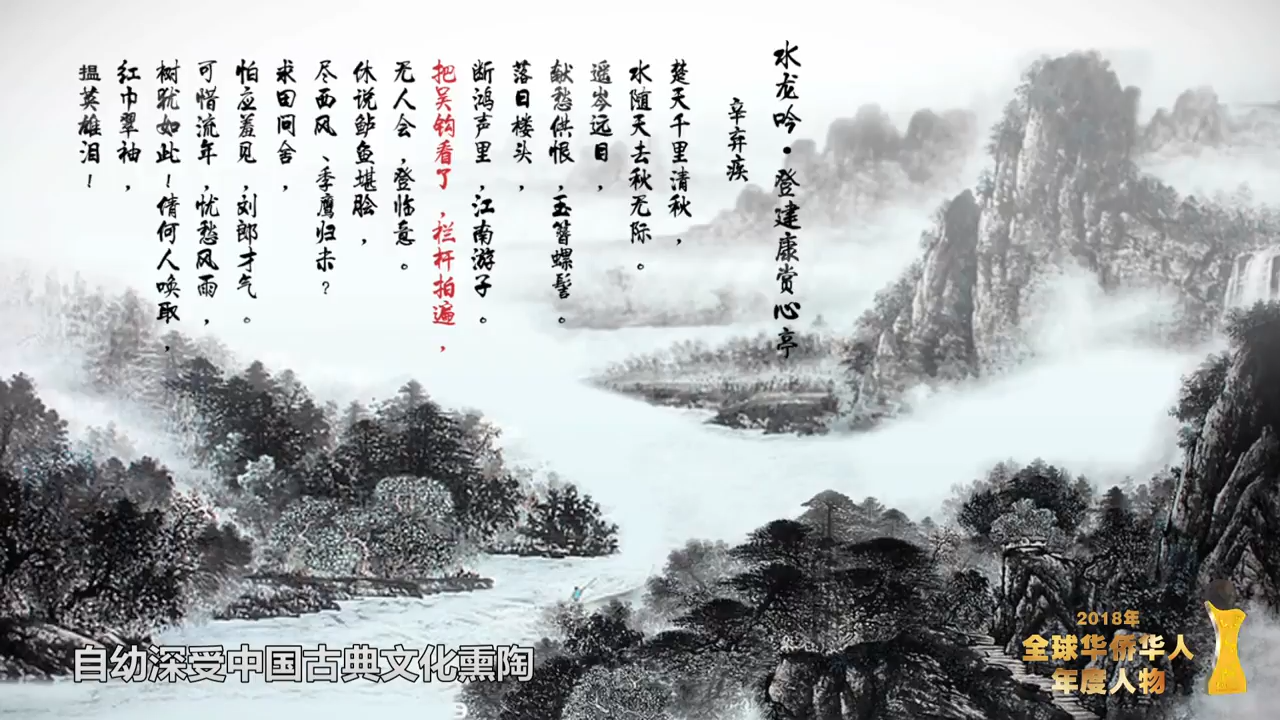 水龙吟·登建康赏心亭
辛弃疾
楚天千里清秋，
水随天去秋无际。
遥岑远目，
献愁供恨，玉簪螺髻。
落日楼头，
断鸿声里，江南游子。
把吴钩看了，栏杆拍遍，
无人会，登临意。
休说鲈鱼堪脍，
尽西风、季鹰归未？
求田问舍，
怕应羞见，刘郎才气。
可惜流年，忧愁风雨，
树犹如此！倩何人唤取，
红巾翠袖，
揾英雄泪！
自幼深受中国古典文化熏陶
2018年
全球华侨华人
年度人物